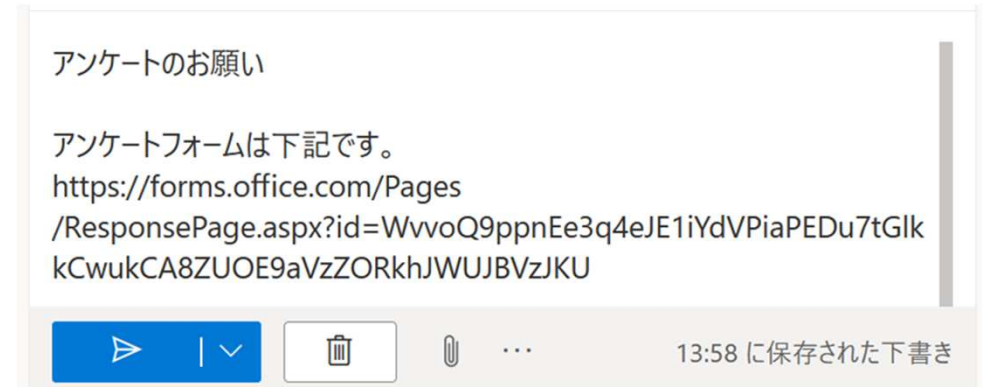 アンケートのお願い
アンケートフォームは下記です。
https://forms.office.com/Pages
/ResponsePage.aspx?id=WvvoQ9ppnEe3q4eJE1iYdVPiaPEDu7tGlk
kCwukCA8ZUOE9aVzZORkhJWUJBVzJKU
13:58 に保存された下書き